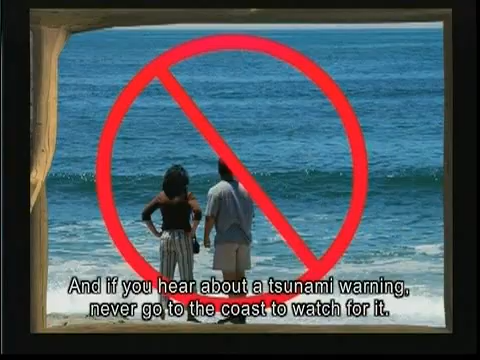 And if you hear about a tsunami warning,
never go to the coast to watch for it.